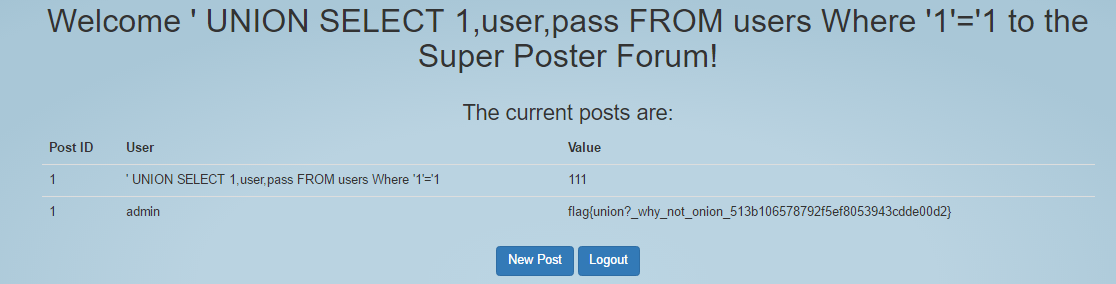 Welcome ' UNION SELECT 1,user,pass FROM users Where '1'='1 to the
Super Poster Forum!
The current posts are:
Post ID User Value
1 ' UNION SELECT 1,user,pass FROM users Where '1'='1 111
1 admin flag{union?_why_not_onion_513b106578792f5ef8053943cdde00d2}
New Post Logout